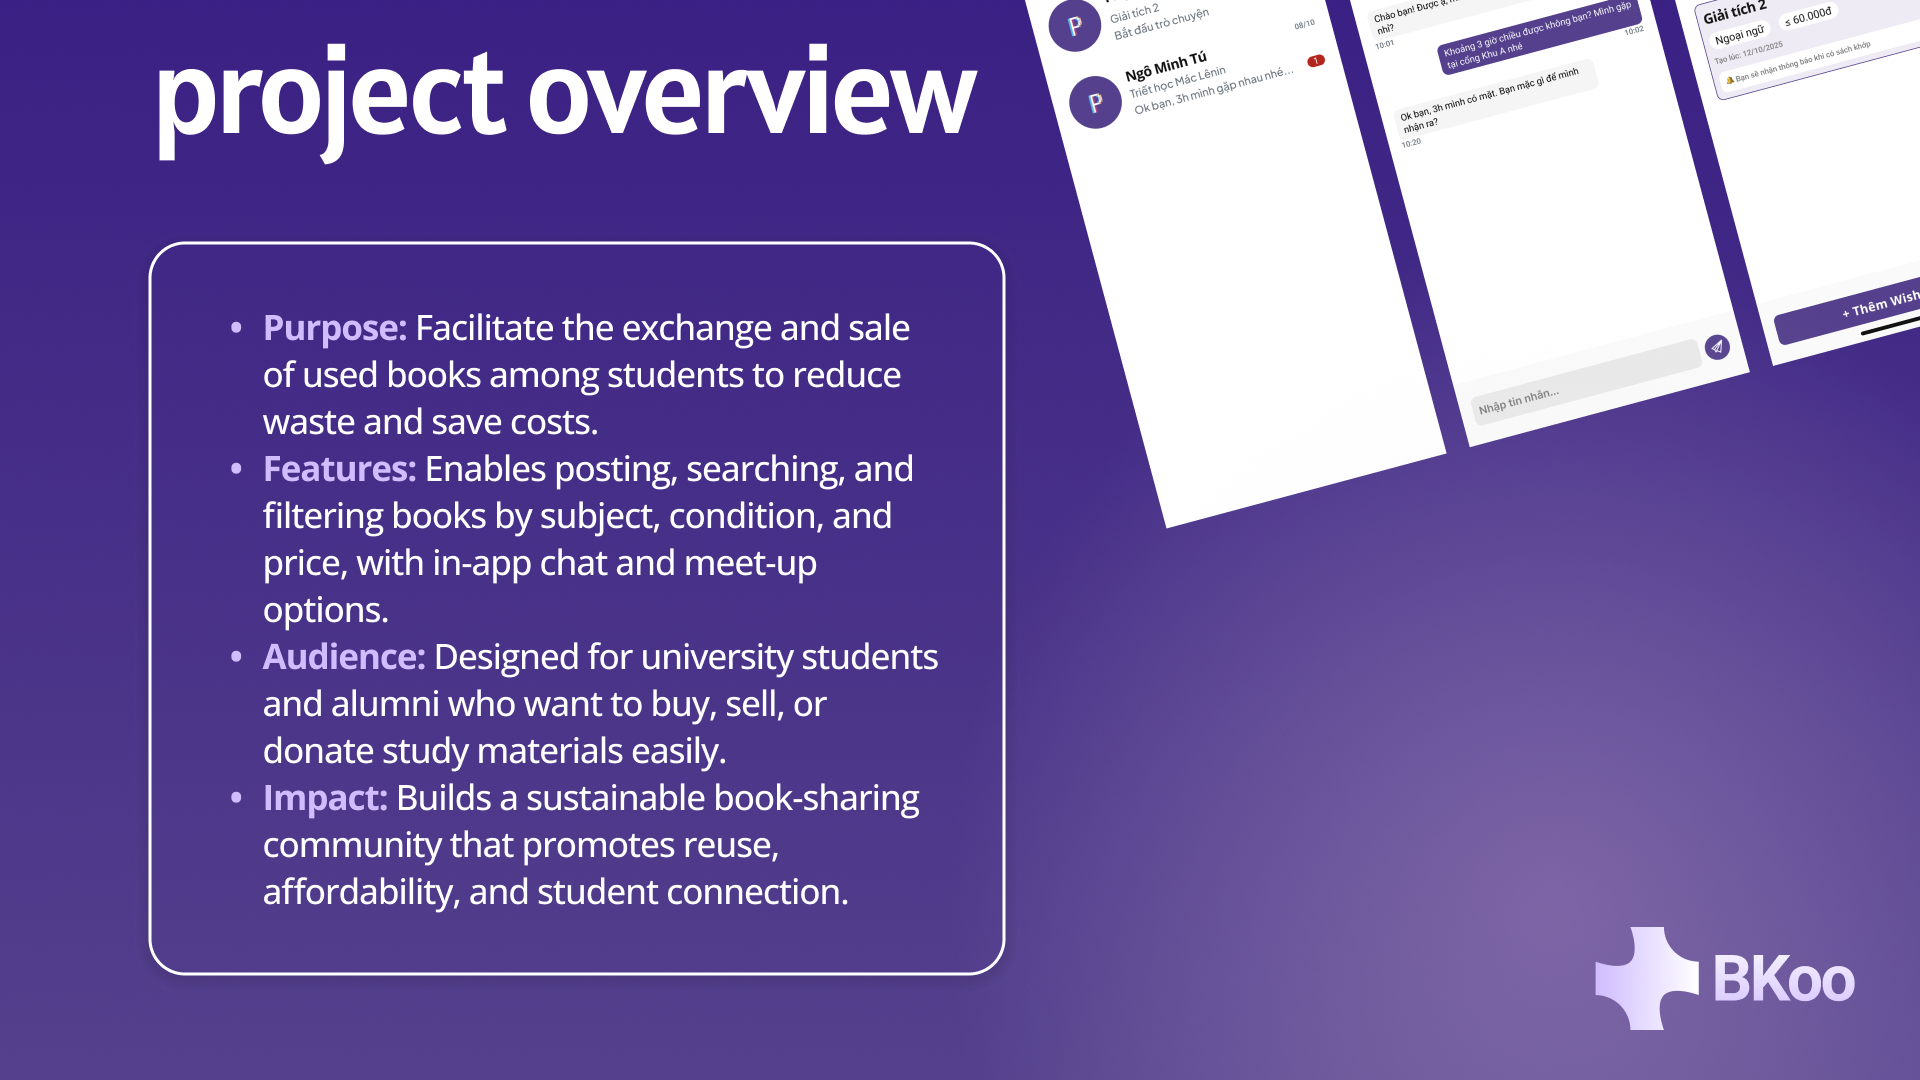 project overview
• Purpose: Facilitate the exchange and sale
of used books among students to reduce
waste and save costs.
• Features: Enables posting, searching, and
filtering books by subject, condition, and
price, with in-app chat and meet-up
options.
• Audience: Designed for university students
and alumni who want to buy, sell, or
donate study materials easily.
• Impact: Builds a sustainable book-sharing
community that promotes reuse,
affordability, and student connection.
P
Giải tích 2
Bắt đầu trò chuyện
08/10
P
Ngô Minh Tú
Triết học Mác Lênin
Ok bạn, 3h mình gặp nhau nhé...
1
Chào bạn! Được ạ,
nhỉ?
10:01
Khoảng 3 giờ chiều được không bạn? Mình gặp
tại cổng Khu A nhé
10:02
Ok bạn, 3h mình có mặt. Bạn mặc gì để mình
nhận ra?
10:20
Nhập tin nhắn...
Giải tích 2
Ngoại ngữ
≤ 60.000đ
Tạo lúc: 12/10/2025
Bạn sẽ nhận thông báo khi có sách khớp
+ Thêm Wish
BKoo